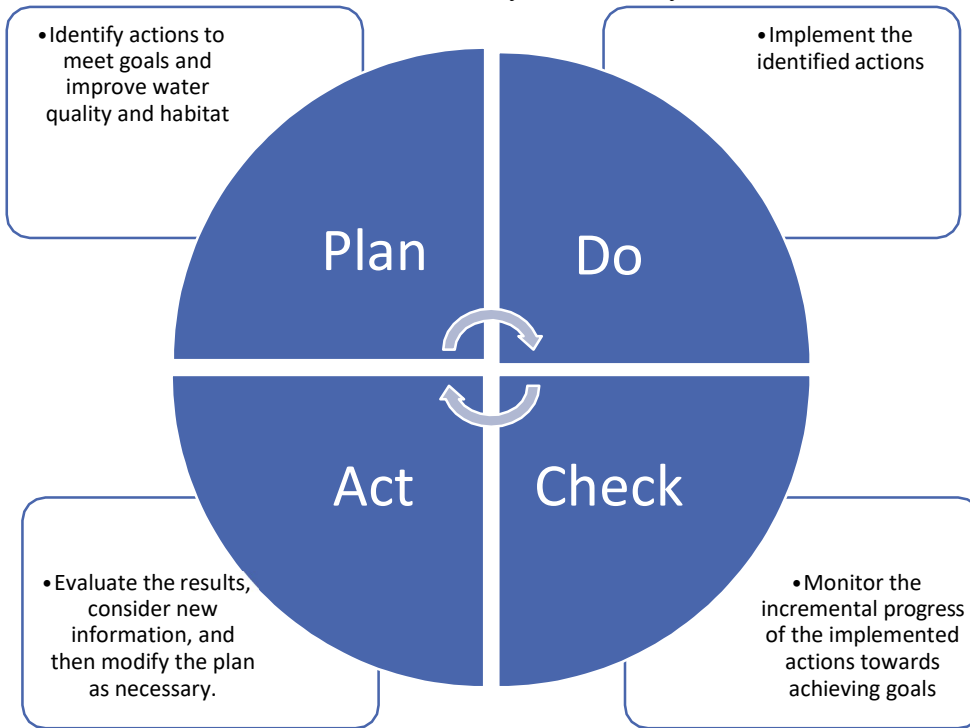 •Identify actions to
meet goals and
improve water
quality and habitat
•Implement the
identified actions
Plan
Do
Act
Check
•Evaluate the results,
consider new
information, and
then modify the plan
as necessary.
•Monitor the
incremental progress
of the implemented
actions towards
achieving goals